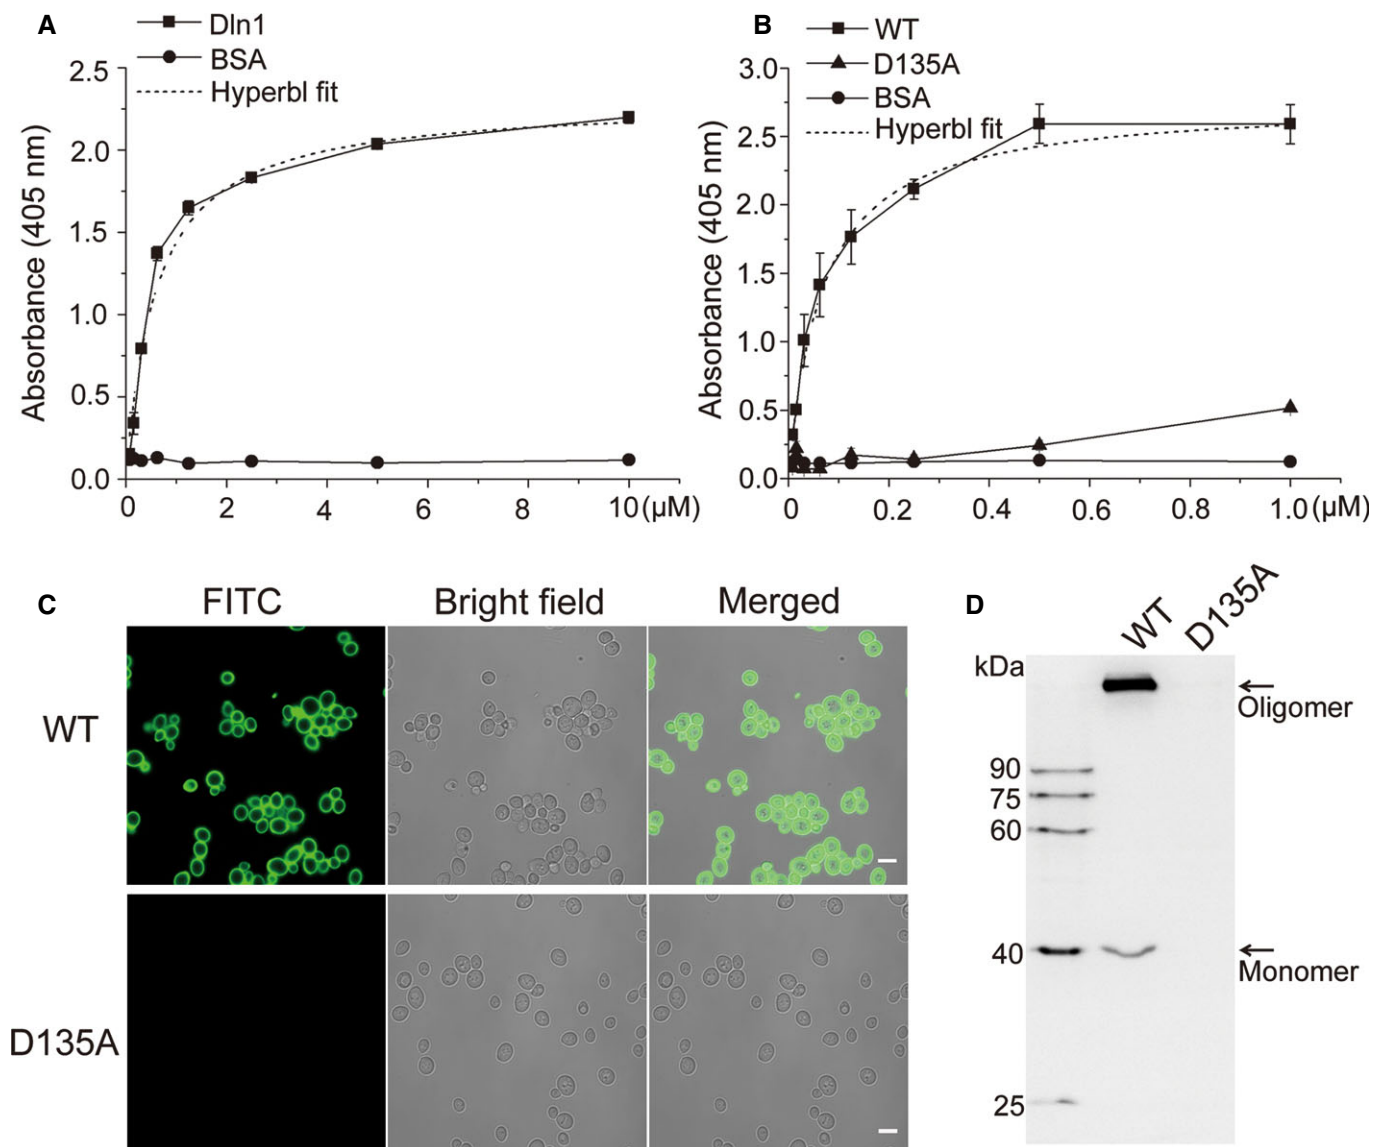 A
Dln1
BSA
Hyperbl fit
2.5
2.0
1.5
1.0
0.5
0.0
Absorbance (405 nm)
0 2 4 6 8 10 (μM)
B
WT
D135A
BSA
Hyperbl fit
3.0
2.5
2.0
1.5
1.0
0.5
0.0
Absorbance (405 nm)
0 0.2 0.4 0.6 0.8 1.0 (μM)
C
FITC Bright field Merged
WT
D135A
D
WT D135A
kDa
90
75
60
40
25
Oligomer
Monomer